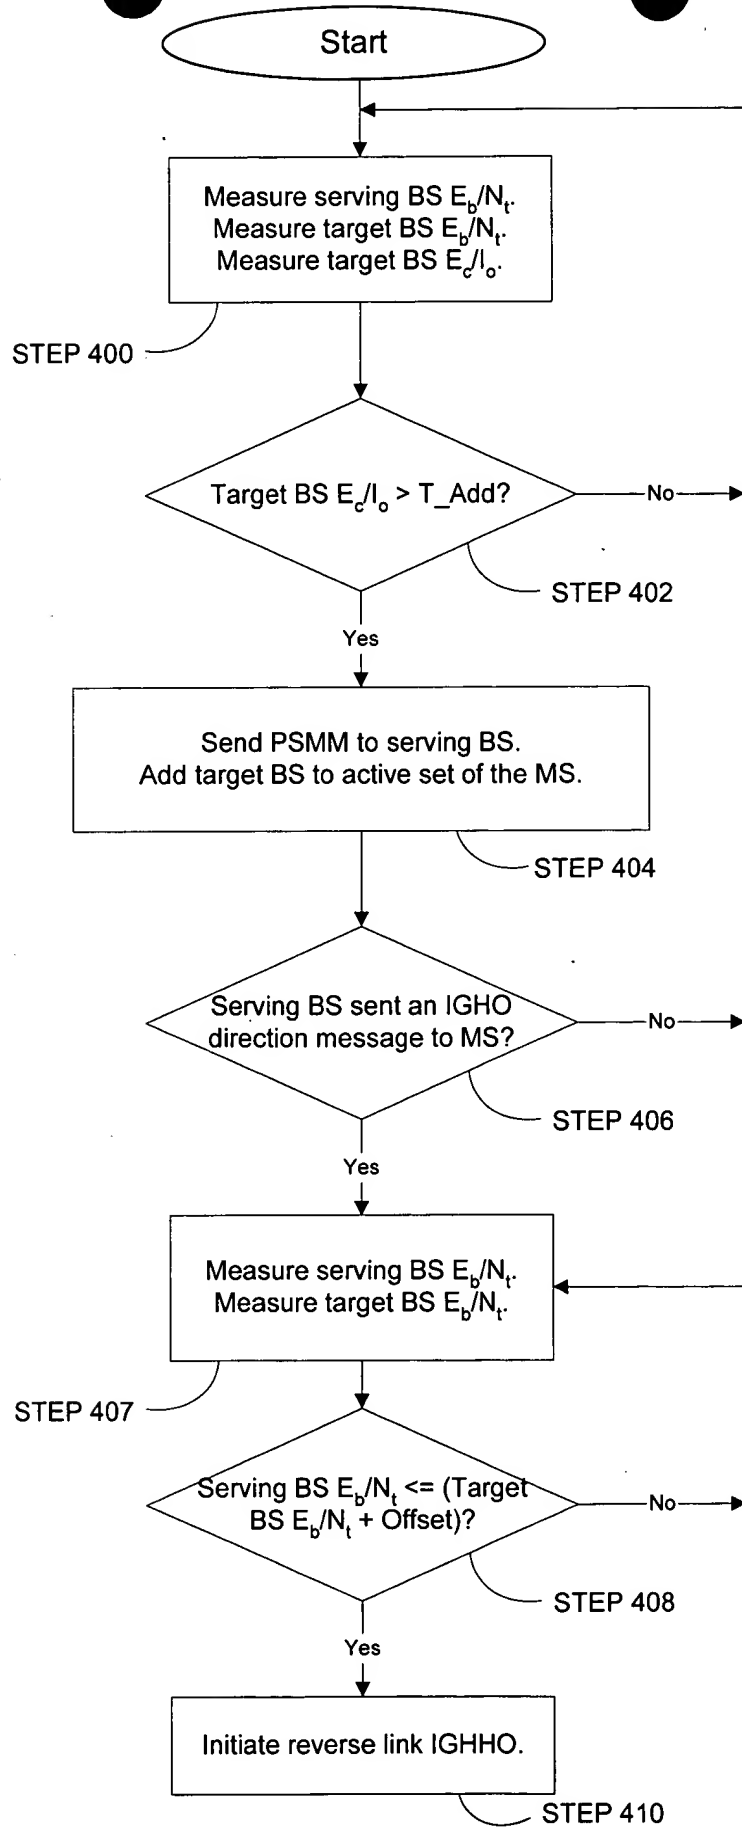 Start
Measure serving BS E_b/N_t.
Measure target BS E_b/N_t.
Measure target BS E_c/I_o.
STEP 400
Target BS E_c/I_o > T_Add?
No
STEP 402
Yes
Send PSMM to serving BS.
Add target BS to active set of the MS.
STEP 404
Serving BS sent an IGHO
direction message to MS?
No
STEP 406
Yes
Measure serving BS E_b/N_t.
Measure target BS E_b/N_t.
STEP 407
Serving BS E_b/N_t <= (Target
BS E_b/N_t + Offset)?
No
STEP 408
Yes
Initiate reverse link IGHHO.
STEP 410